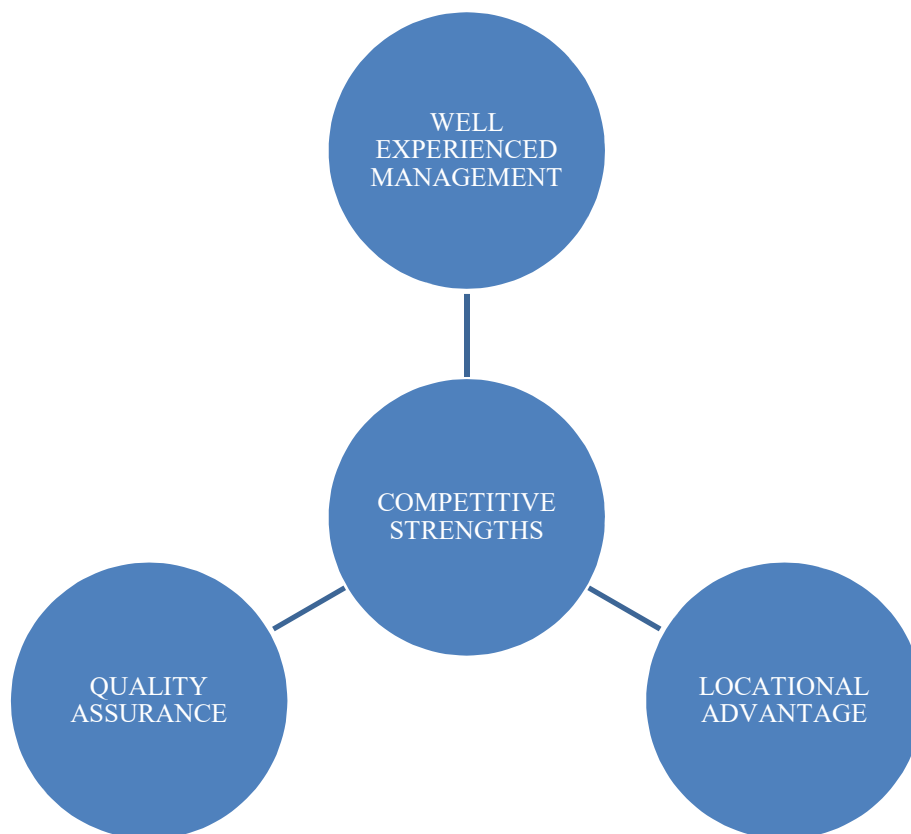 WELL
EXPERIENCED
MANAGEMENT
COMPETITIVE
STRENGTHS
QUALITY
ASSURANCE
LOCATIONAL
ADVANTAGE